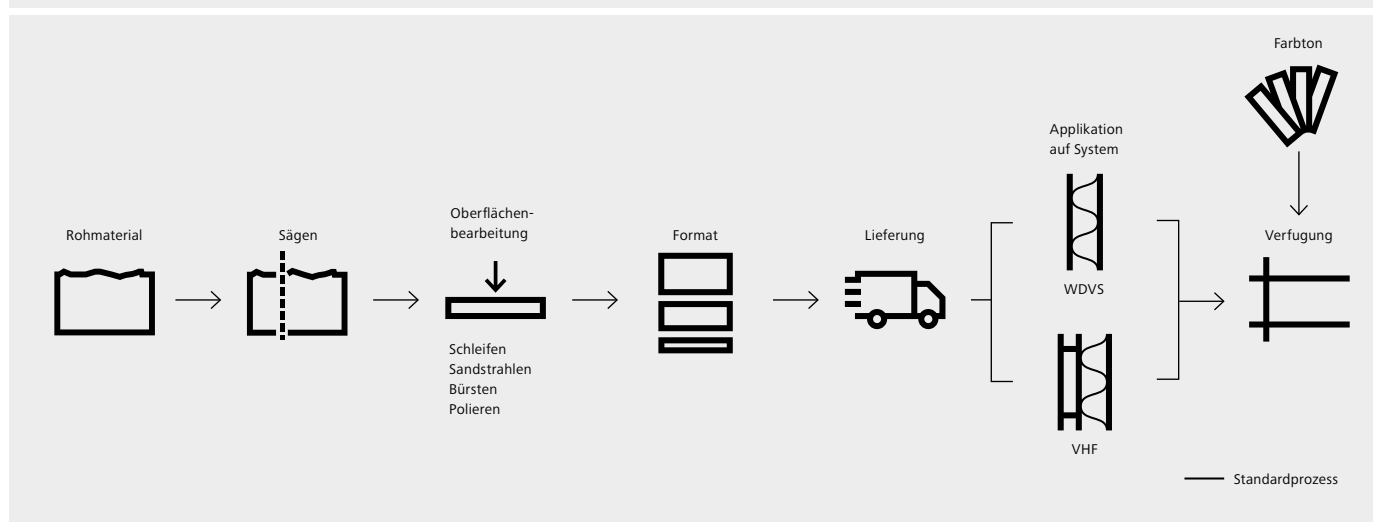 Rohmaterial
Sägen
Oberflächen-
bearbeitung
Schleifen
Sandstrahlen
Bürsten
Polieren
Format
Lieferung
Applikation
auf System
WDVS
VHF
Farbton
Verfugung
Standardprozess